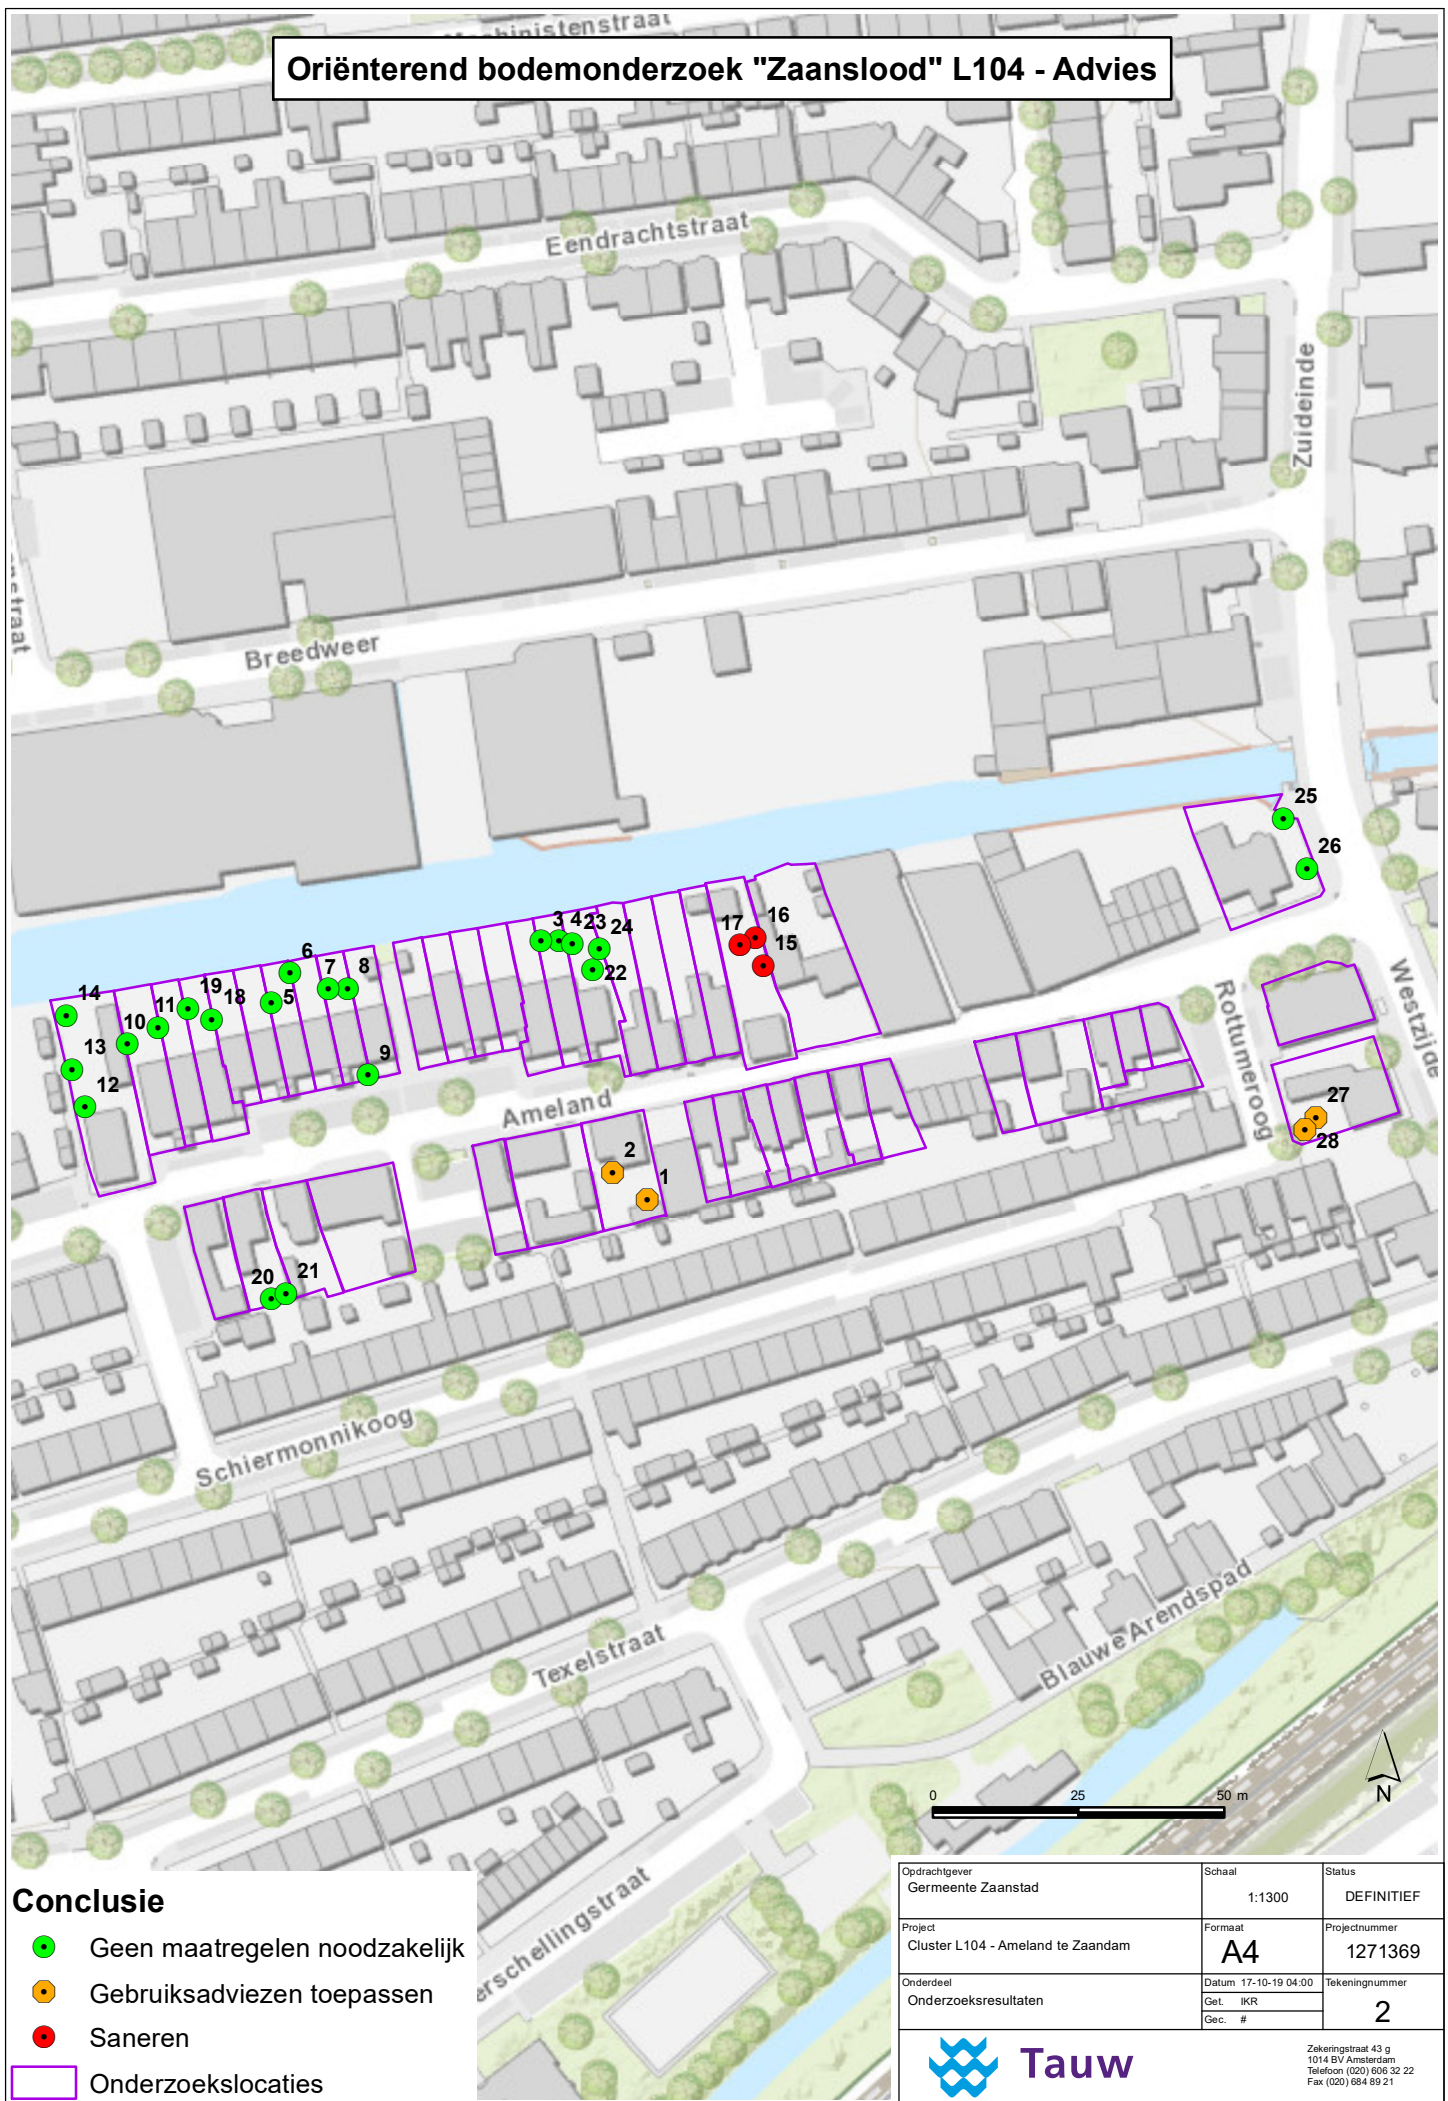 Oriënterend bodemonderzoek "Zaanslood" L104 - Advies
Eendrachtstraat
Zuideinde
Breedweer
25
26
3
4
23
24
22
17
16
15
6
7
8
5
14
11
19
18
10
13
12
9
Ameland
Rottumeroog
Westzijde
27
28
2
1
20
21
Schiermonnikoog
Texelstraat
Blauwe Arendspad
0 25 50 m
N
Conclusie
Geen maatregelen noodzakelijk
Gebruiksadviezen toepassen
Saneren
Onderzoekslocaties
Opdrachtgever
Germeente Zaanstad
Schaal
1:1300
Status
DEFINITIEF
Project
Cluster L104 - Ameland te Zaandam
Formaat
A4
Projectnummer
1271369
Onderdeel
Onderzoeksresultaten
Datum 17-10-19 04:00
Get. IKR
Gec. #
Tekeningnummer
2
Tauw
Zekeringstraat 43 g
1014 BV Amsterdam
Telefoon (020) 606 32 22
Fax (020) 684 89 21